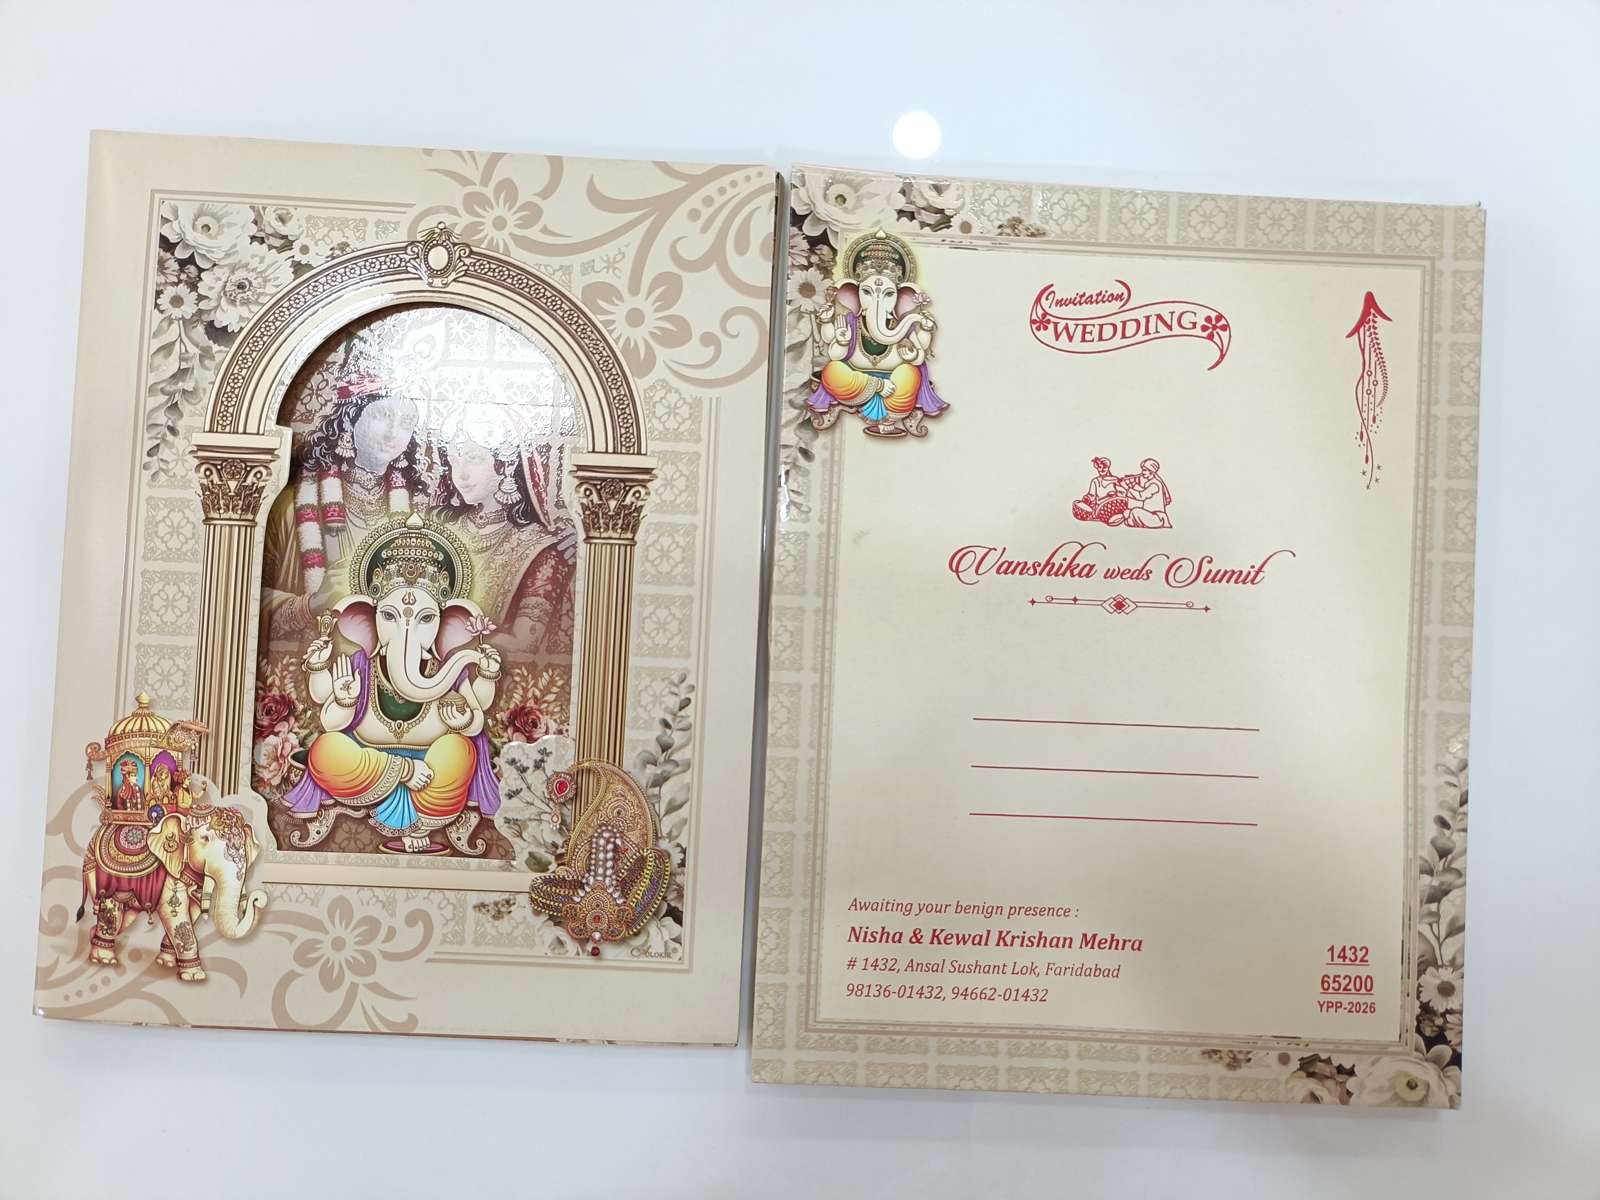 Invitation
WEDDING
Vanshika weds Sumit
Awaiting your benign presence :
Nisha & Kewal Krishan Mehra
# 1432, Ansal Sushant Lok, Faridabad
98136-01432, 94662-01432
1432
65200
YPP-2026